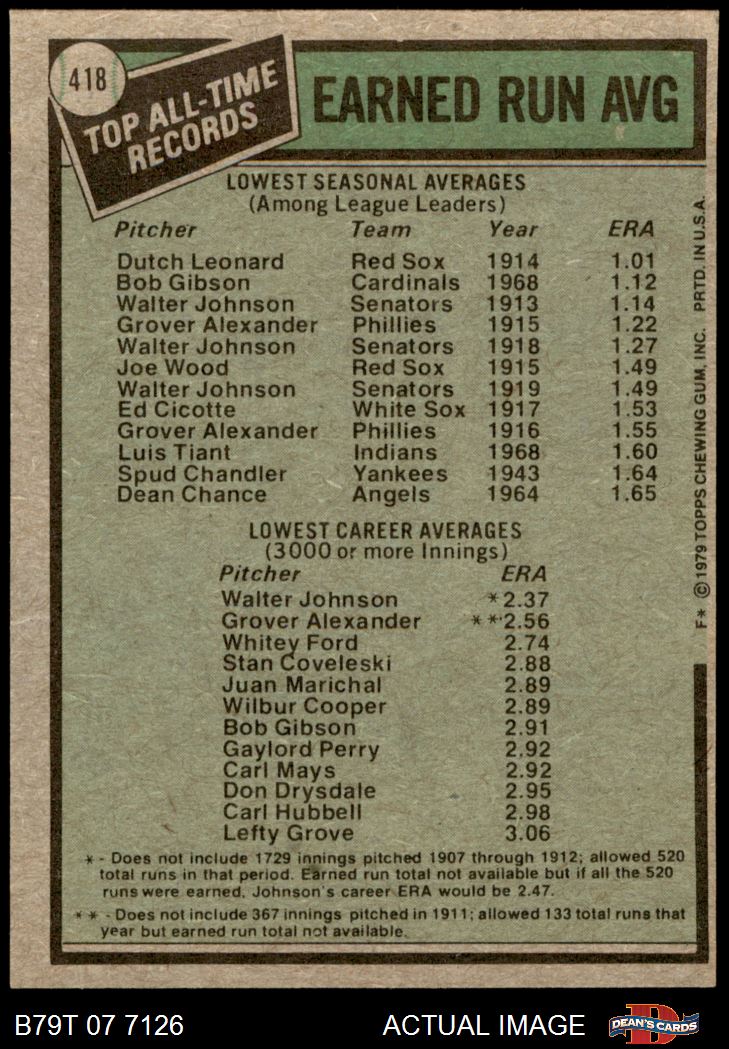 418
TOP ALL-TIME
RECORDS
EARNED RUN AVG
LOWEST SEASONAL AVERAGES
(Among League Leaders)
Pitcher Team Year ERA
Dutch Leonard Red Sox 1914 1.01
Bob Gibson Cardinals 1968 1.12
Walter Johnson Senators 1913 1.14
Grover Alexander Phillies 1915 1.22
Walter Johnson Senators 1918 1.27
Joe Wood Red Sox 1915 1.49
Walter Johnson Senators 1919 1.49
Ed Cicotte White Sox 1917 1.53
Grover Alexander Phillies 1916 1.55
Luis Tiant Indians 1968 1.60
Spud Chandler Yankees 1943 1.64
Dean Chance Angels 1964 1.65
LOWEST CAREER AVERAGES
(3000 or more Innings)
Pitcher ERA
Walter Johnson *2.37
Grover Alexander **2.56
Whitey Ford 2.74
Stan Coveleski 2.88
Juan Marichal 2.89
Wilbur Cooper 2.89
Bob Gibson 2.91
Gaylord Perry 2.92
Carl Mays 2.92
Don Drysdale 2.95
Carl Hubbell 2.98
Lefty Grove 3.06
* - Does not include 1729 innings pitched 1907 through 1912; allowed 520
total runs in that period. Earned run total not available but if all the 520
runs were earned, Johnson's career ERA would be 2.47.
** - Does not include 367 innings pitched in 1911; allowed 133 total runs that
year but earned run total not available.
F* © 1979 TOPPS CHEWING GUM, INC. PRTD. IN U.S.A.
B79T 07 7126
ACTUAL IMAGE
D
DEAN'S CARDS